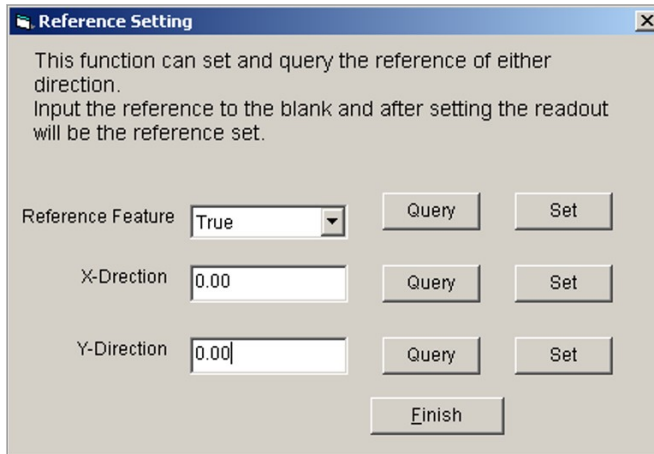 Reference Setting
This function can set and query the reference of either
direction.
Input the reference to the blank and after setting the readout
will be the reference set.
Reference Feature True Query Set
X-Drection 0.00 Query Set
Y-Direction 0.00 Query Set
Finish